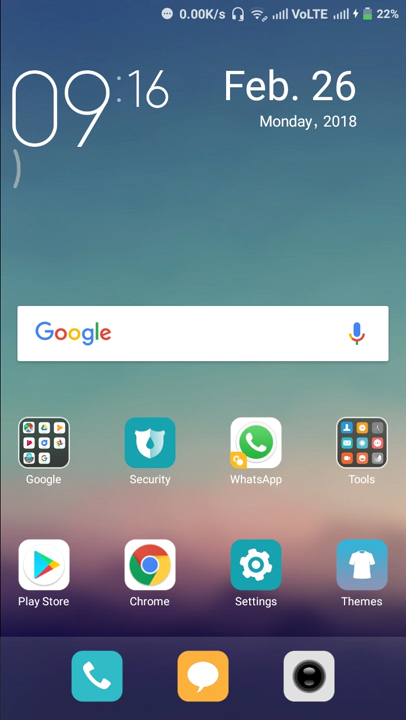 0.00K/s VoLTE 22%
09:16
Feb. 26
Monday, 2018
Google
Google Security WhatsApp Tools
Play Store Chrome Settings Themes